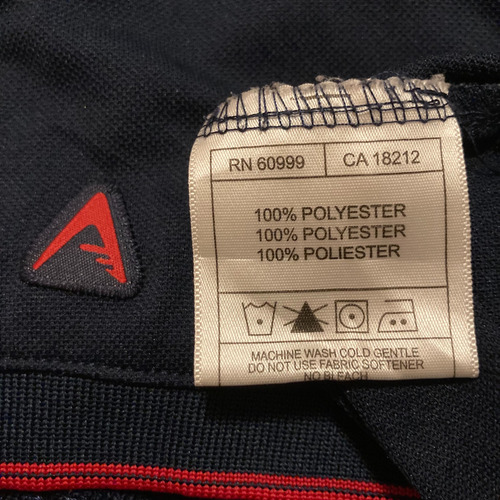 RN 60999 CA 18212
100% POLYESTER
100% POLYESTER
100% POLIESTER
MACHINE WASH COLD GENTLE
DO NOT USE FABRIC SOFTENER
NO BLEACH